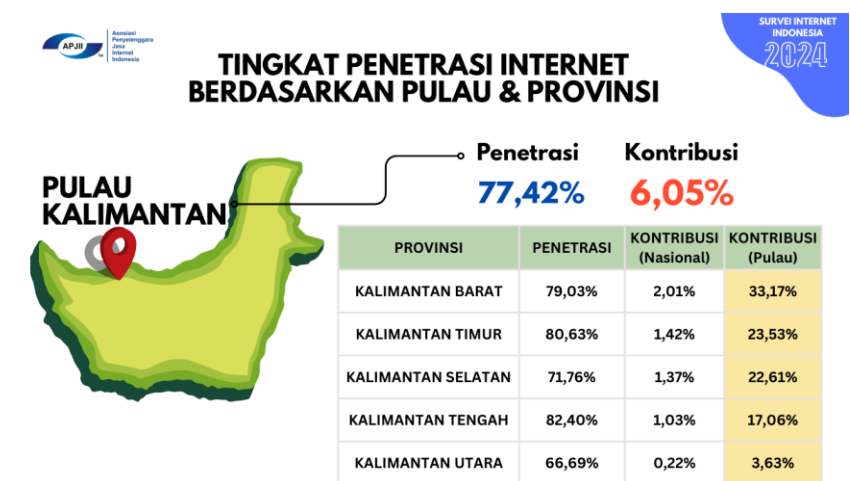 APJII
Asosiasi
Penyelenggara
Jasa
Internet
Indonesia
SURVEI INTERNET
INDONESIA
2024
TINGKAT PENETRASI INTERNET
BERDASARKAN PULAU & PROVINSI
PULAU
KALIMANTAN
Penetrasi Kontribusi
77,42% 6,05%
PROVINSI PENETRASI KONTRIBUSI (Nasional) KONTRIBUSI (Pulau)
KALIMANTAN BARAT 79,03% 2,01% 33,17%
KALIMANTAN TIMUR 80,63% 1,42% 23,53%
KALIMANTAN SELATAN 71,76% 1,37% 22,61%
KALIMANTAN TENGAH 82,40% 1,03% 17,06%
KALIMANTAN UTARA 66,69% 0,22% 3,63%